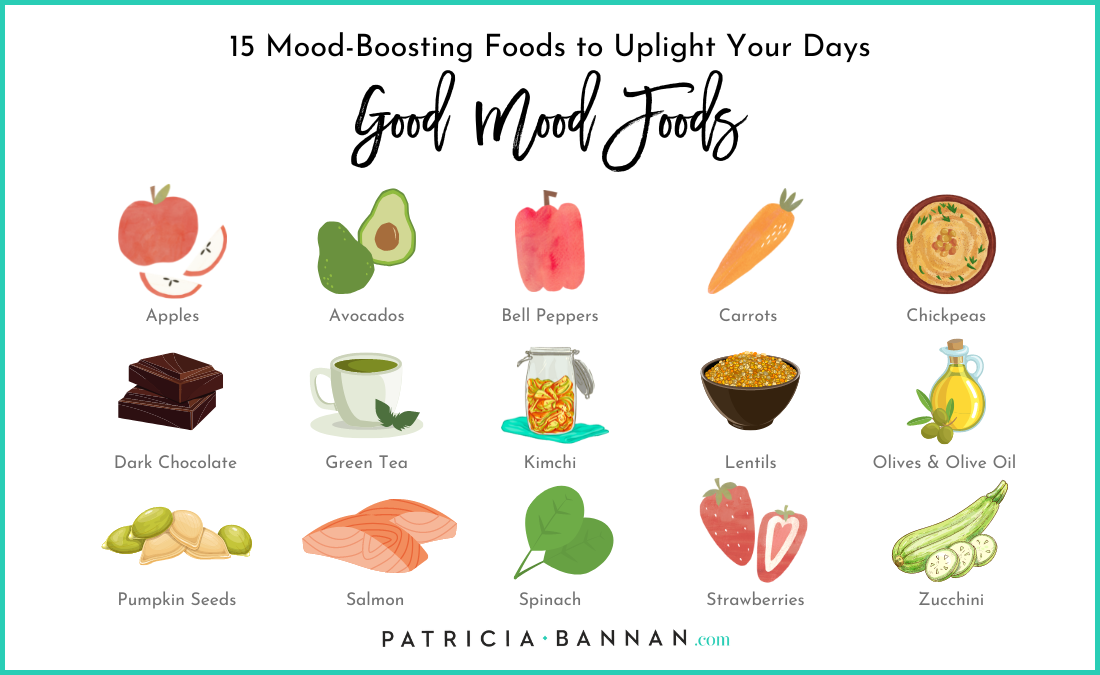 15 Mood-Boosting Foods to Uplight Your Days
Good Mood Foods
Apples
Avocados
Bell Peppers
Carrots
Chickpeas
Dark Chocolate
Green Tea
Kimchi
Lentils
Olives & Olive Oil
Pumpkin Seeds
Salmon
Spinach
Strawberries
Zucchini
PATRICIA·BANNAN.com